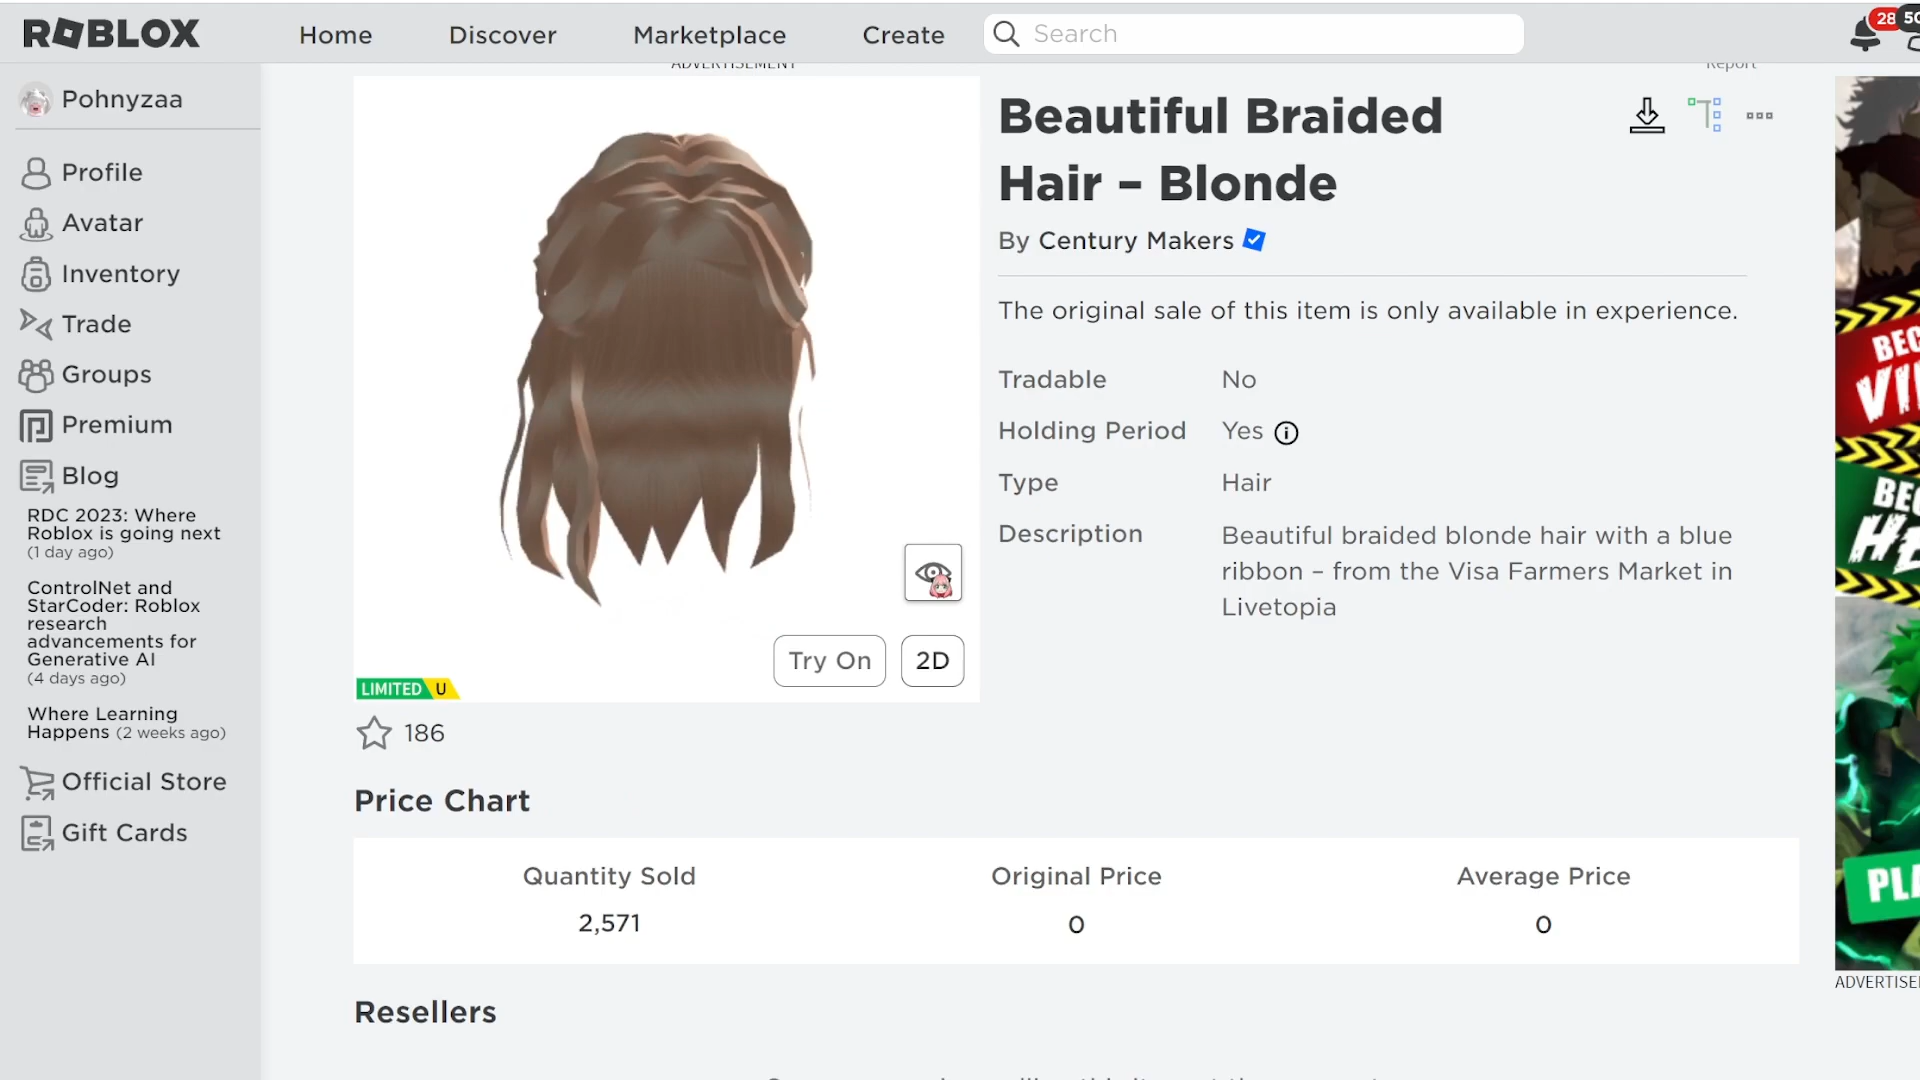 ROBLOX
Home
Discover
Marketplace
Create
Search
28
Pohnyzaa
Profile
Avatar
Inventory
Trade
Groups
Premium
Blog
RDC 2023: Where
Roblox is going next
(1 day ago)
ControlNet and
StarCoder: Roblox
research
advancements for
Generative AI
(4 days ago)
Where Learning
Happens (2 weeks ago)
Official Store
Gift Cards
ADVERTISEMENT
Report
Beautiful Braided
Hair – Blonde
By Century Makers
The original sale of this item is only available in experience.
Tradable No
Holding Period Yes
Type Hair
Description Beautiful braided blonde hair with a blue
ribbon – from the Visa Farmers Market in
Livetopia
Try On
2D
LIMITED U
186
Price Chart
Quantity Sold
2,571
Original Price
0
Average Price
0
Resellers